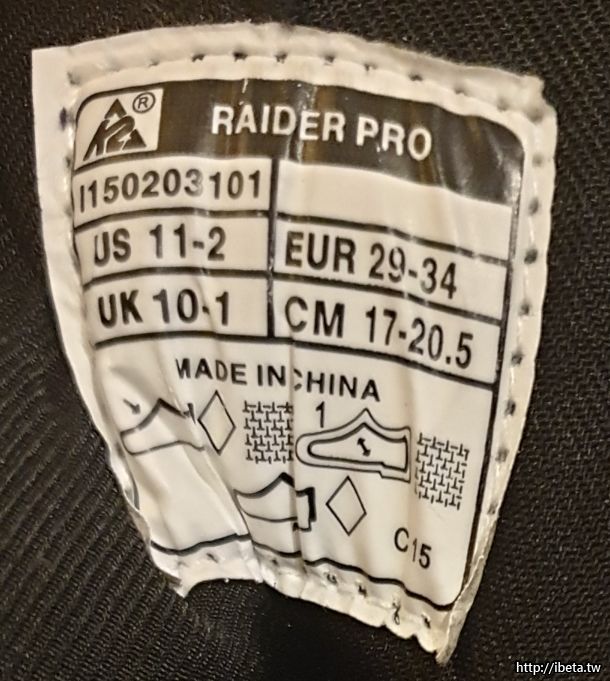 K2® RAIDER PRO
I150203101
US 11-2 EUR 29-34
UK 10-1 CM 17-20.5
MADE IN CHINA
1
C15
http://ibeta.tw